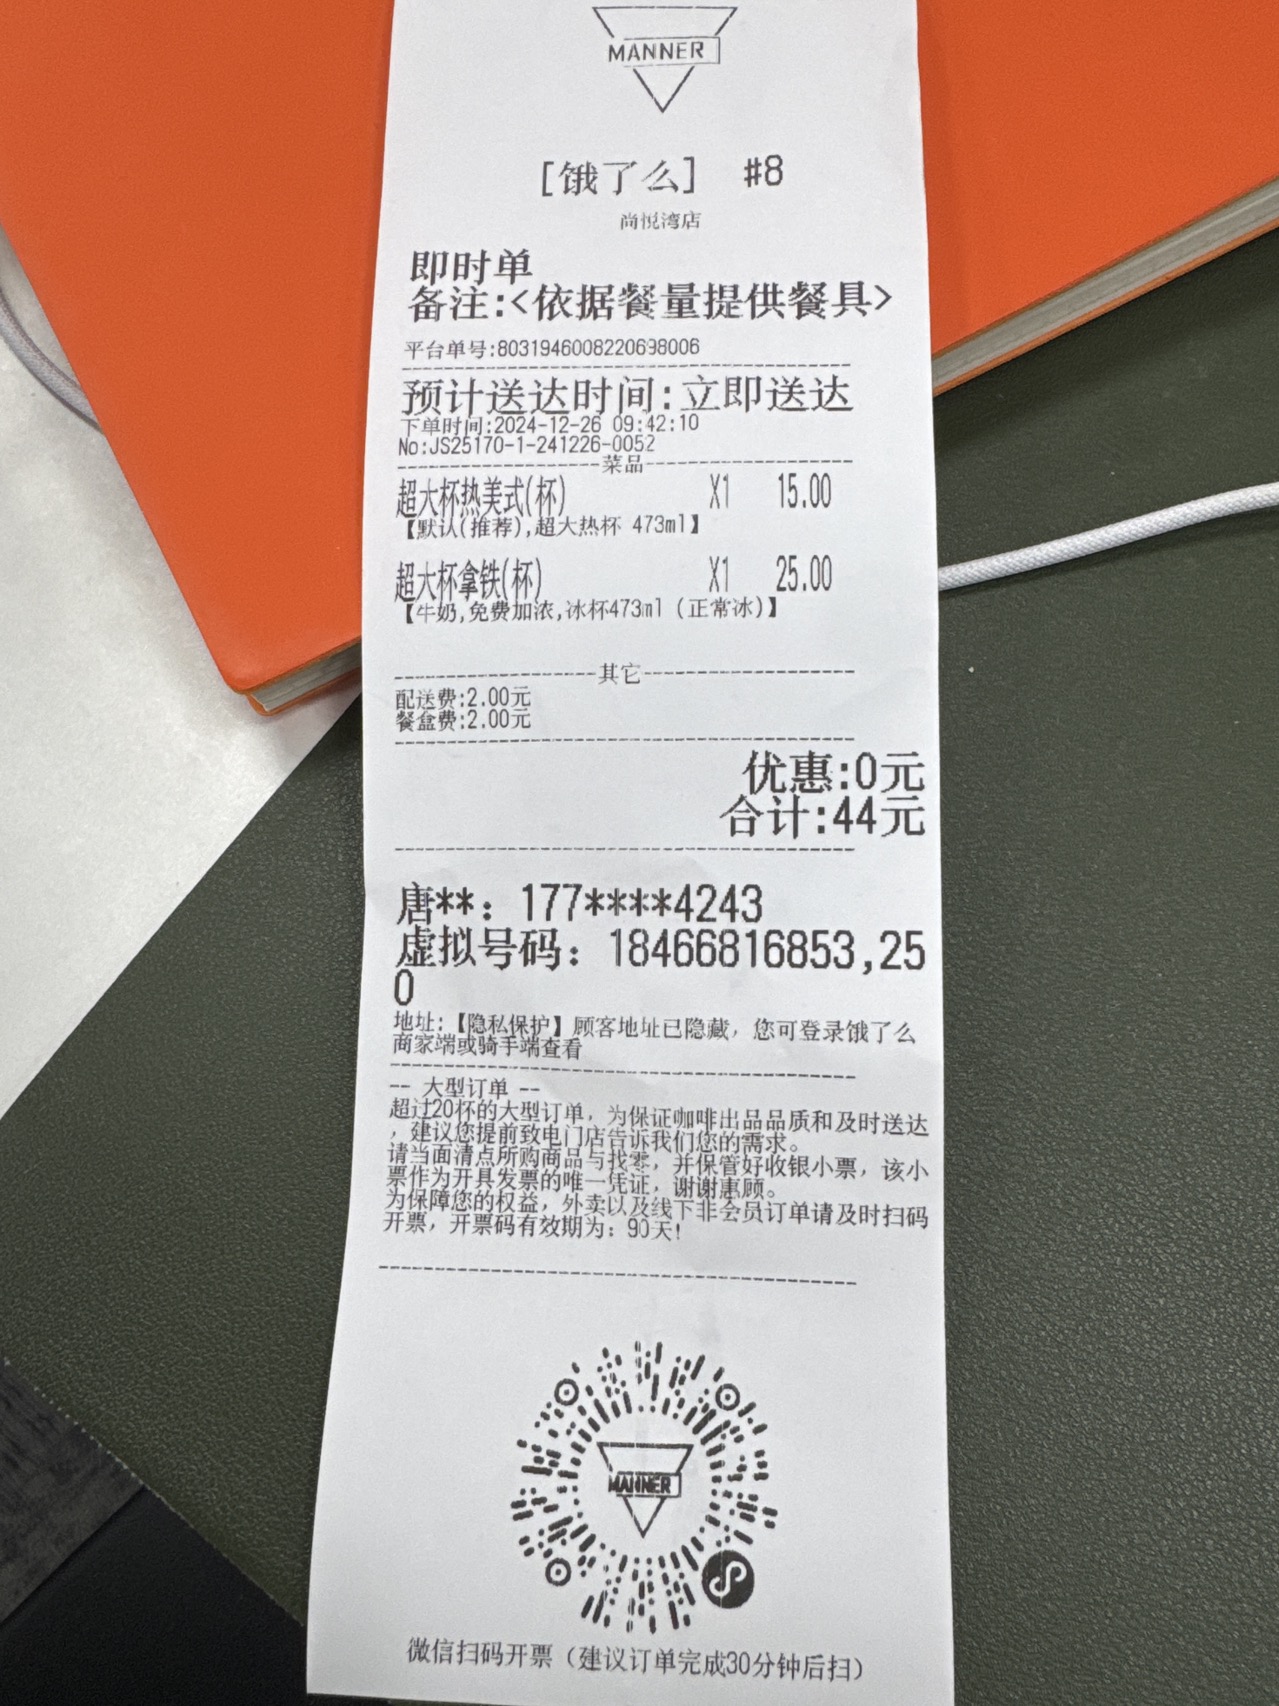 MANNER
[饿了么] #8
尚悦湾店
即时单
备注:<依据餐量提供餐具>
平台单号:8031946008220698006
预计送达时间:立即送达
下单时间:2024-12-26 09:42:10
No:JS25170-1-241226-0052
菜品
超大杯热美式(杯) X1 15.00
【默认(推荐),超大热杯 473ml】
超大杯拿铁(杯) X1 25.00
【牛奶,免费加浓,冰杯473ml (正常冰)】
其它
配送费:2.00元
餐盒费:2.00元
优惠:0元
合计:44元
唐**: 177****4243
虚拟号码: 18466816853,25
0
地址:【隐私保护】顾客地址已隐藏，您可登录饿了么
商家端或骑手端查看
-- 大型订单 --
超过20杯的大型订单，为保证咖啡出品品质和及时送达
，建议您提前致电门店告诉我们您的需求。
请当面清点所购商品与找零，并保管好收银小票，该小
票作为开具发票的唯一凭证，谢谢惠顾。
为保障您的权益，外卖以及线下非会员订单请及时扫码
开票，开票码有效期为: 90天!
MANNER
微信扫码开票 (建议订单完成30分钟后扫)